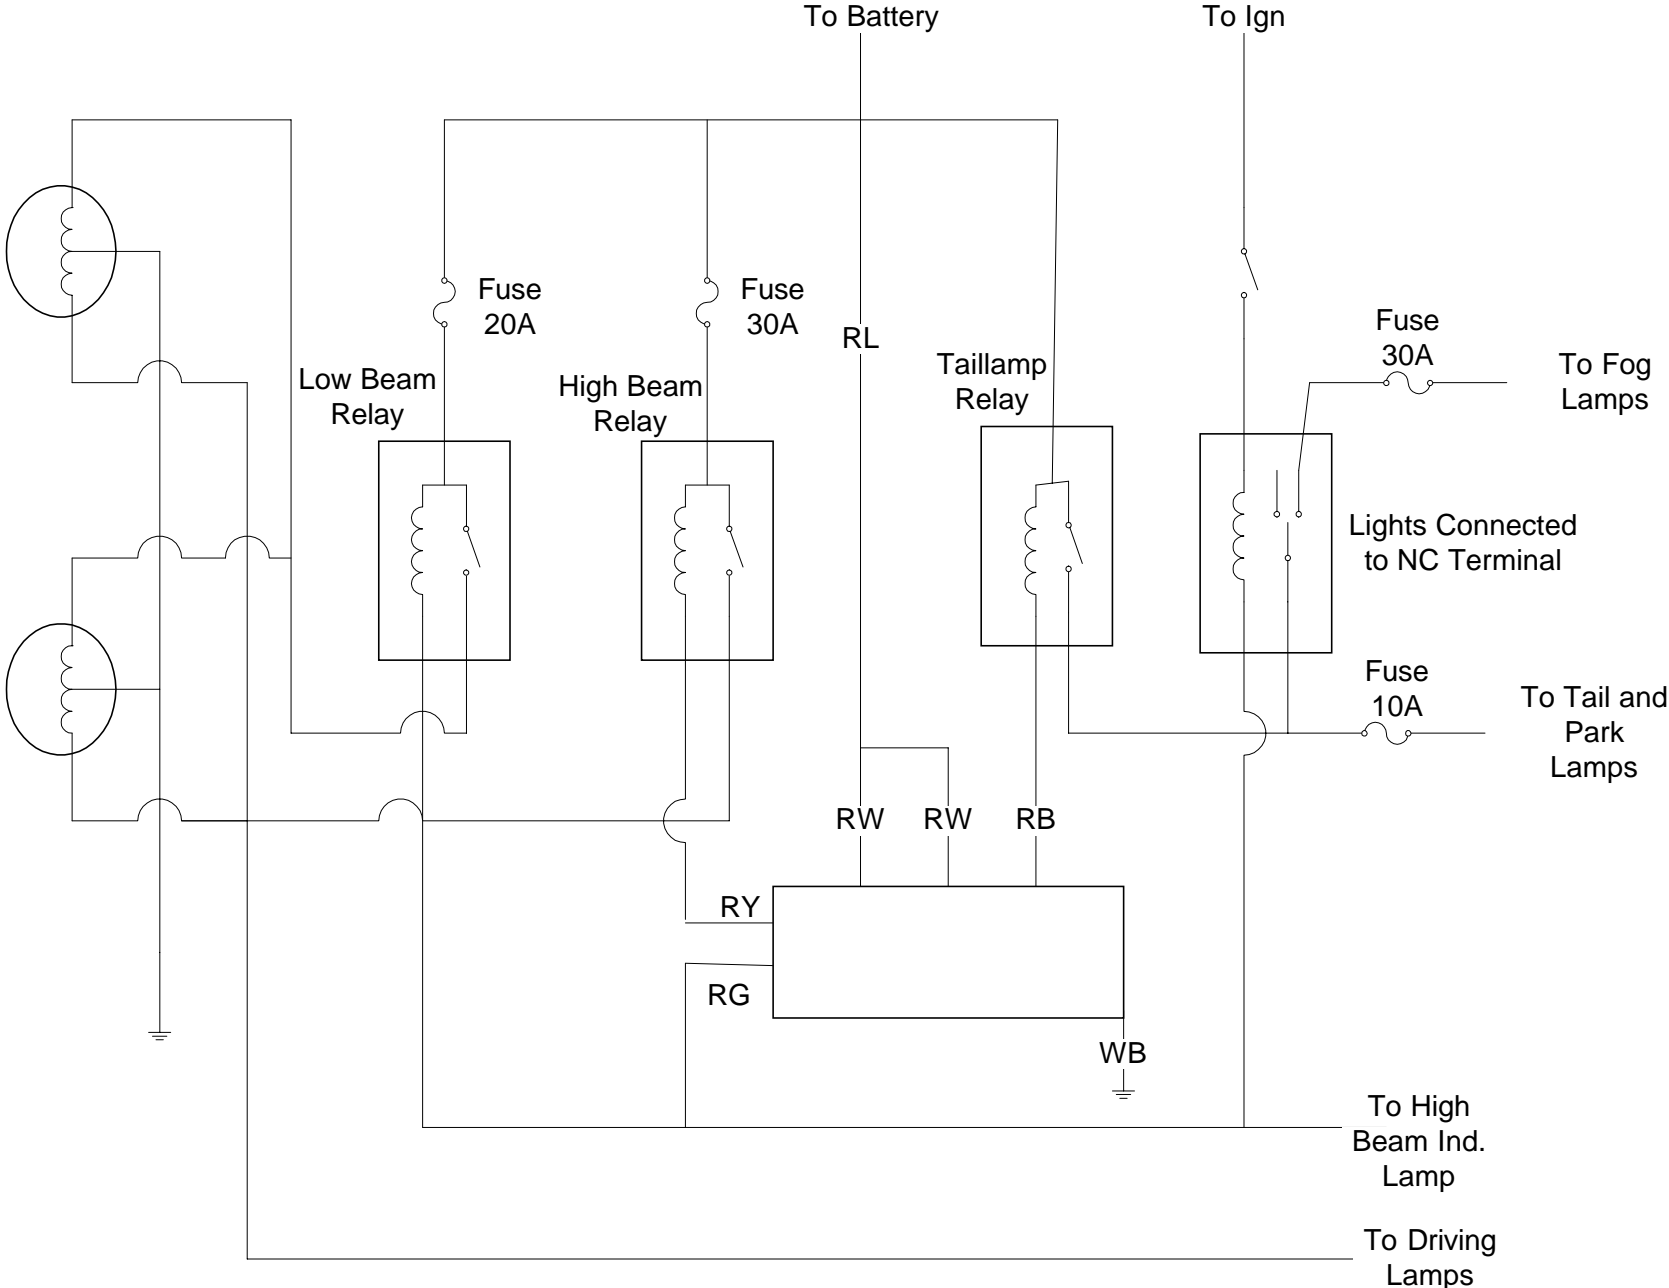 To Battery
To Ign
Fuse
20A
Fuse
30A
RL
Fuse
30A
To Fog
Lamps
Low Beam
Relay
High Beam
Relay
Taillamp
Relay
Lights Connected
to NC Terminal
Fuse
10A
To Tail and
Park
Lamps
RW
RW
RB
RY
RG
WB
To High
Beam Ind.
Lamp
To Driving
Lamps